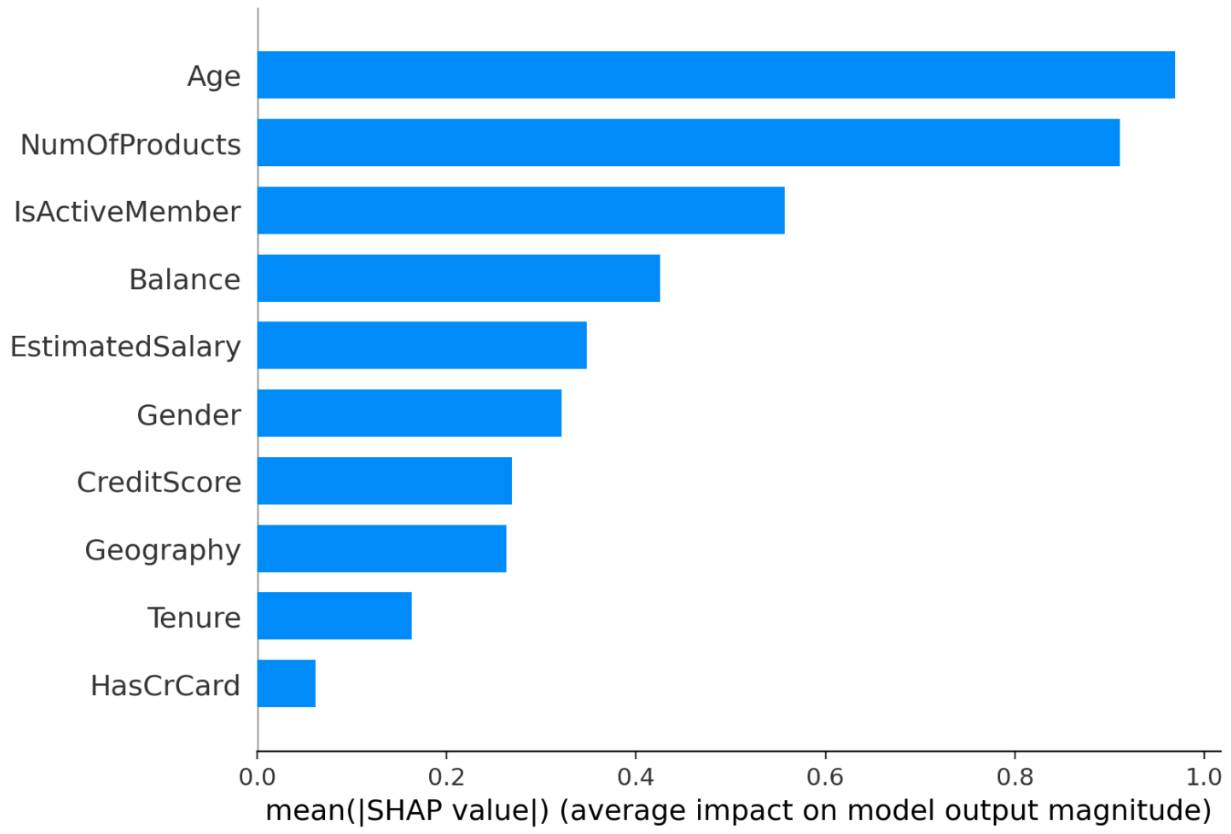 Age
NumOfProducts
IsActiveMember
Balance
EstimatedSalary
Gender
CreditScore
Geography
Tenure
HasCrCard
0.0 0.2 0.4 0.6 0.8 1.0
mean(|SHAP value|) (average impact on model output magnitude)